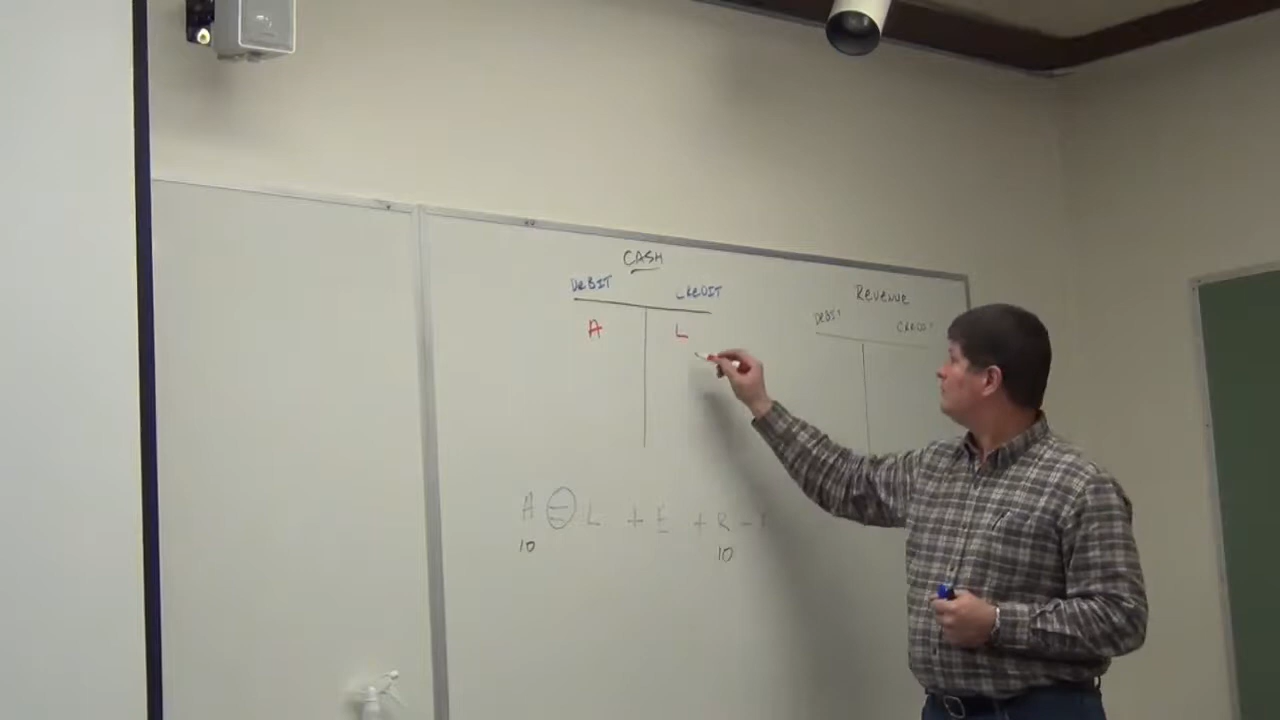 CASH
DEBIT CREDIT
A L
Revenue
DEBIT CREDIT
A = L + E + R -
10 10